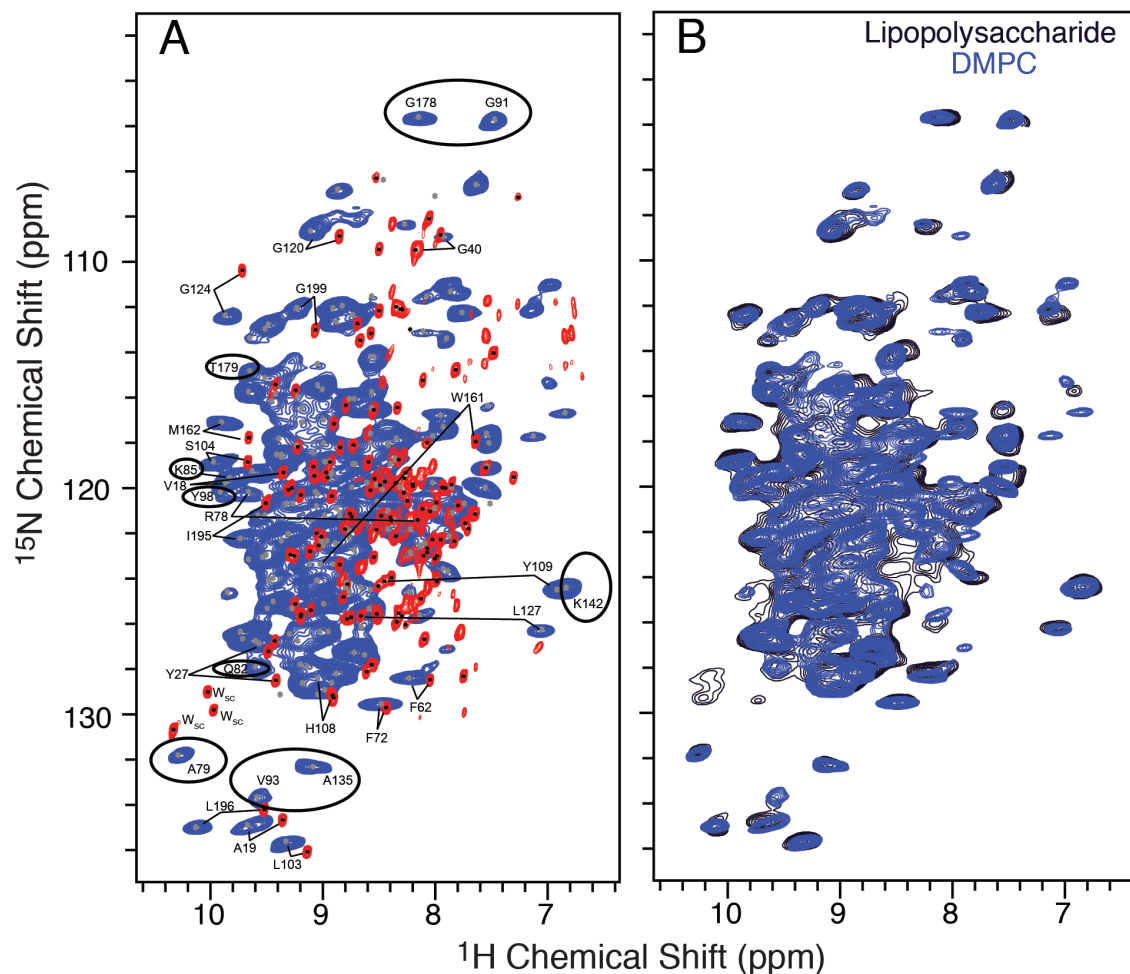 A
B
Lipopolysaccharide
DMPC
G178
G91
G120
G40
G124
G199
T179
W161
M162
S104
K85
V18
Y98
R78
I195
Y109
K142
L127
Q82
Y27
F62
W_SC
W_SC
W_SC
H108
F72
A79
V93
A135
L196
A19
L103
110
120
130
15N Chemical Shift (ppm)
10
9
8
7
10
9
8
7
1H Chemical Shift (ppm)